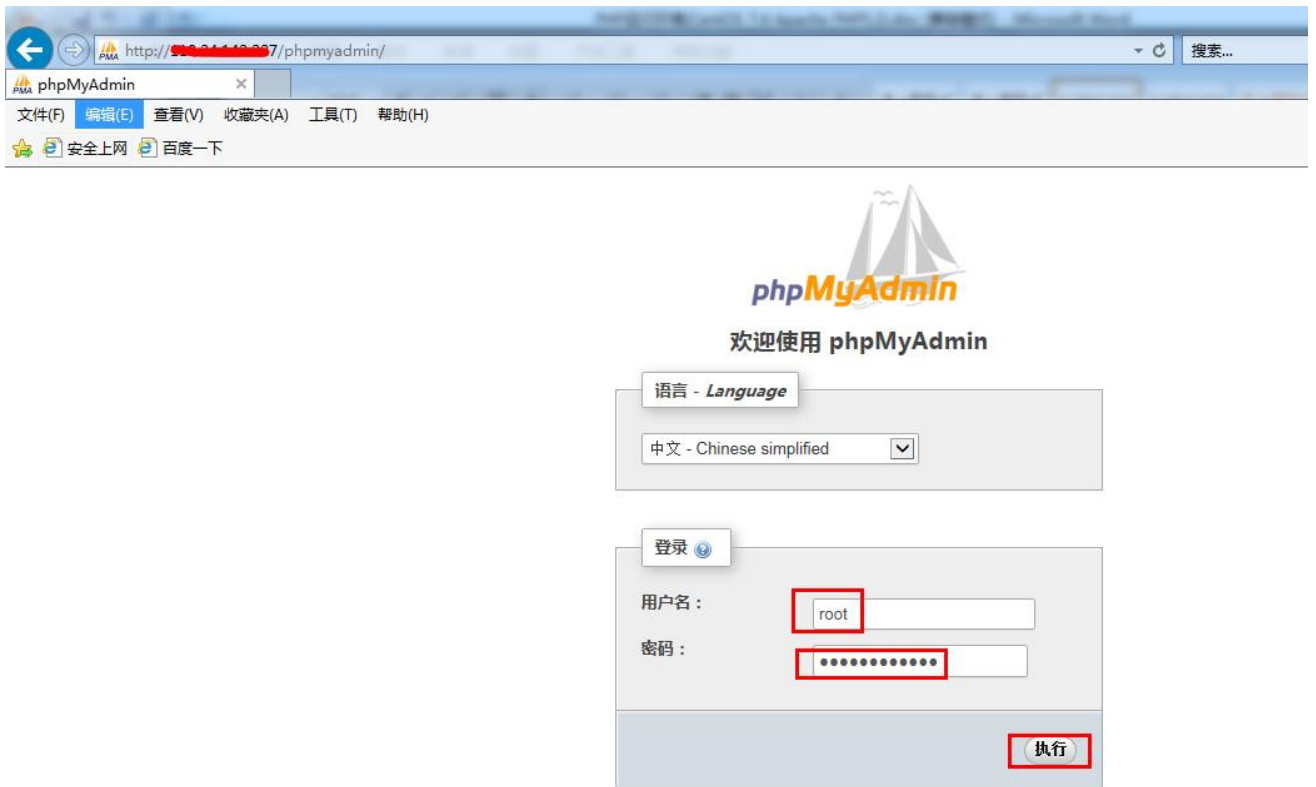 http://7/phpmyadmin/
搜索...
phpMyAdmin
文件(F) 编辑(E) 查看(V) 收藏夹(A) 工具(T) 帮助(H)
安全上网 百度一下
phpMyAdmin
欢迎使用 phpMyAdmin
语言 - Language
中文 - Chinese simplified
登录
用户名：
root
密码：
••••••••••••
执行